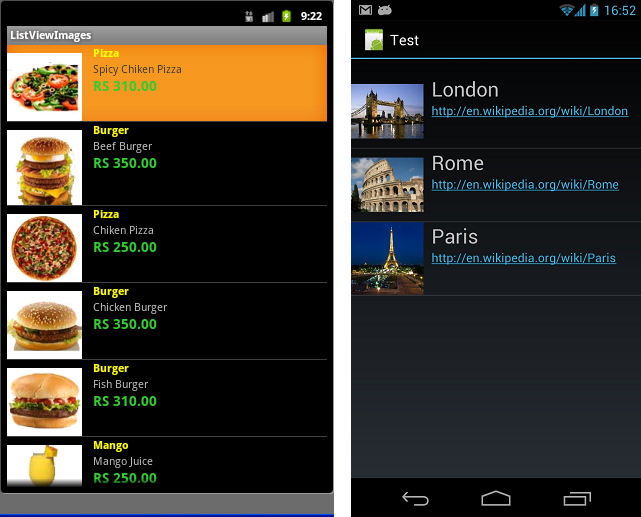 9:22
ListViewImages
Pizza
Spicy Chiken Pizza
RS 310.00
Burger
Beef Burger
RS 350.00
Pizza
Chiken Pizza
RS 250.00
Burger
Chicken Burger
RS 350.00
Burger
Fish Burger
RS 310.00
Mango
Mango Juice
RS 250.00
16:52
Test
London
http://en.wikipedia.org/wiki/London
Rome
http://en.wikipedia.org/wiki/Rome
Paris
http://en.wikipedia.org/wiki/Paris